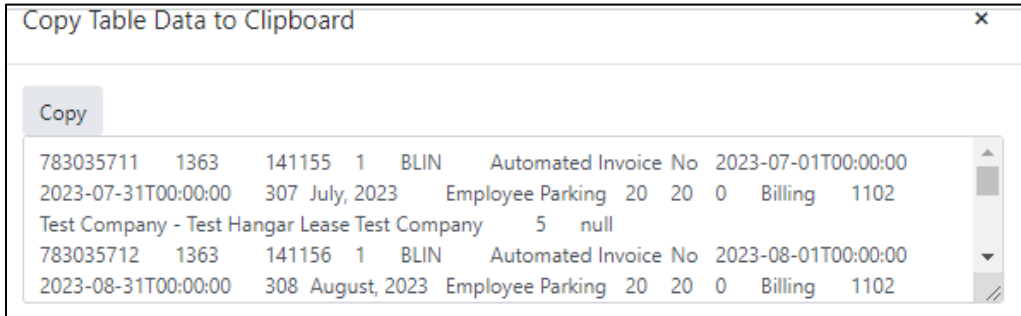 Copy Table Data to Clipboard ×
Copy
783035711 1363 141155 1 BLIN Automated Invoice No 2023-07-01T00:00:00
2023-07-31T00:00:00 307 July, 2023 Employee Parking 20 20 0 Billing 1102
Test Company - Test Hangar Lease Test Company 5 null
783035712 1363 141156 1 BLIN Automated Invoice No 2023-08-01T00:00:00
2023-08-31T00:00:00 308 August, 2023 Employee Parking 20 20 0 Billing 1102